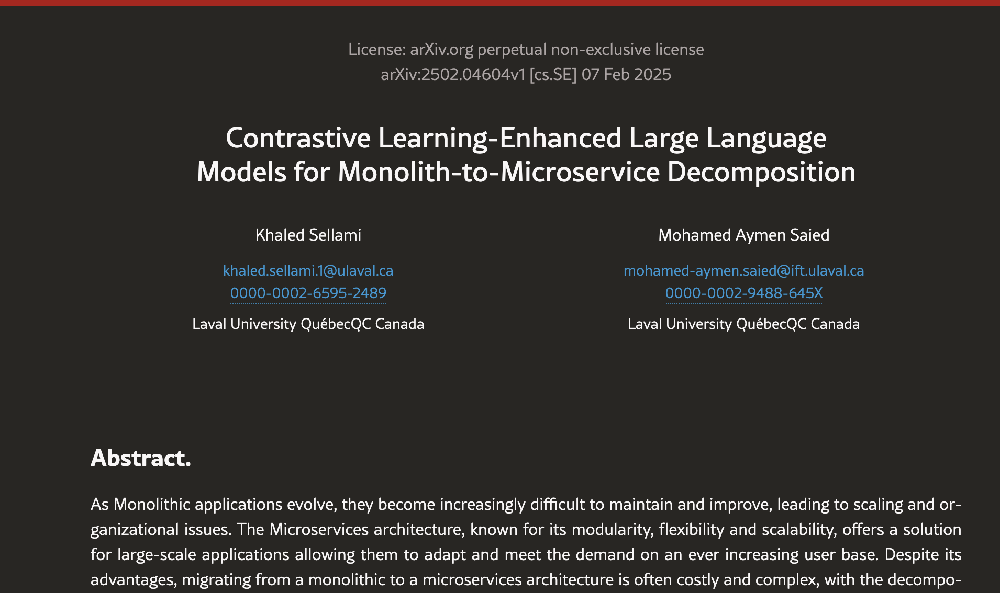 License: arXiv.org perpetual non-exclusive license
arXiv:2502.04604v1 [cs.SE] 07 Feb 2025
Contrastive Learning-Enhanced Large Language
Models for Monolith-to-Microservice Decomposition
Khaled Sellami
khaled.sellami.1@ulaval.ca
0000-0002-6595-2489
Laval University QuébecQC Canada
Mohamed Aymen Saied
mohamed-aymen.saied@ift.ulaval.ca
0000-0002-9488-645X
Laval University QuébecQC Canada
Abstract.
As Monolithic applications evolve, they become increasingly difficult to maintain and improve, leading to scaling and or-
ganizational issues. The Microservices architecture, known for its modularity, flexibility and scalability, offers a solution
for large-scale applications allowing them to adapt and meet the demand on an ever increasing user base. Despite its
advantages, migrating from a monolithic to a microservices architecture is often costly and complex, with the decompo-